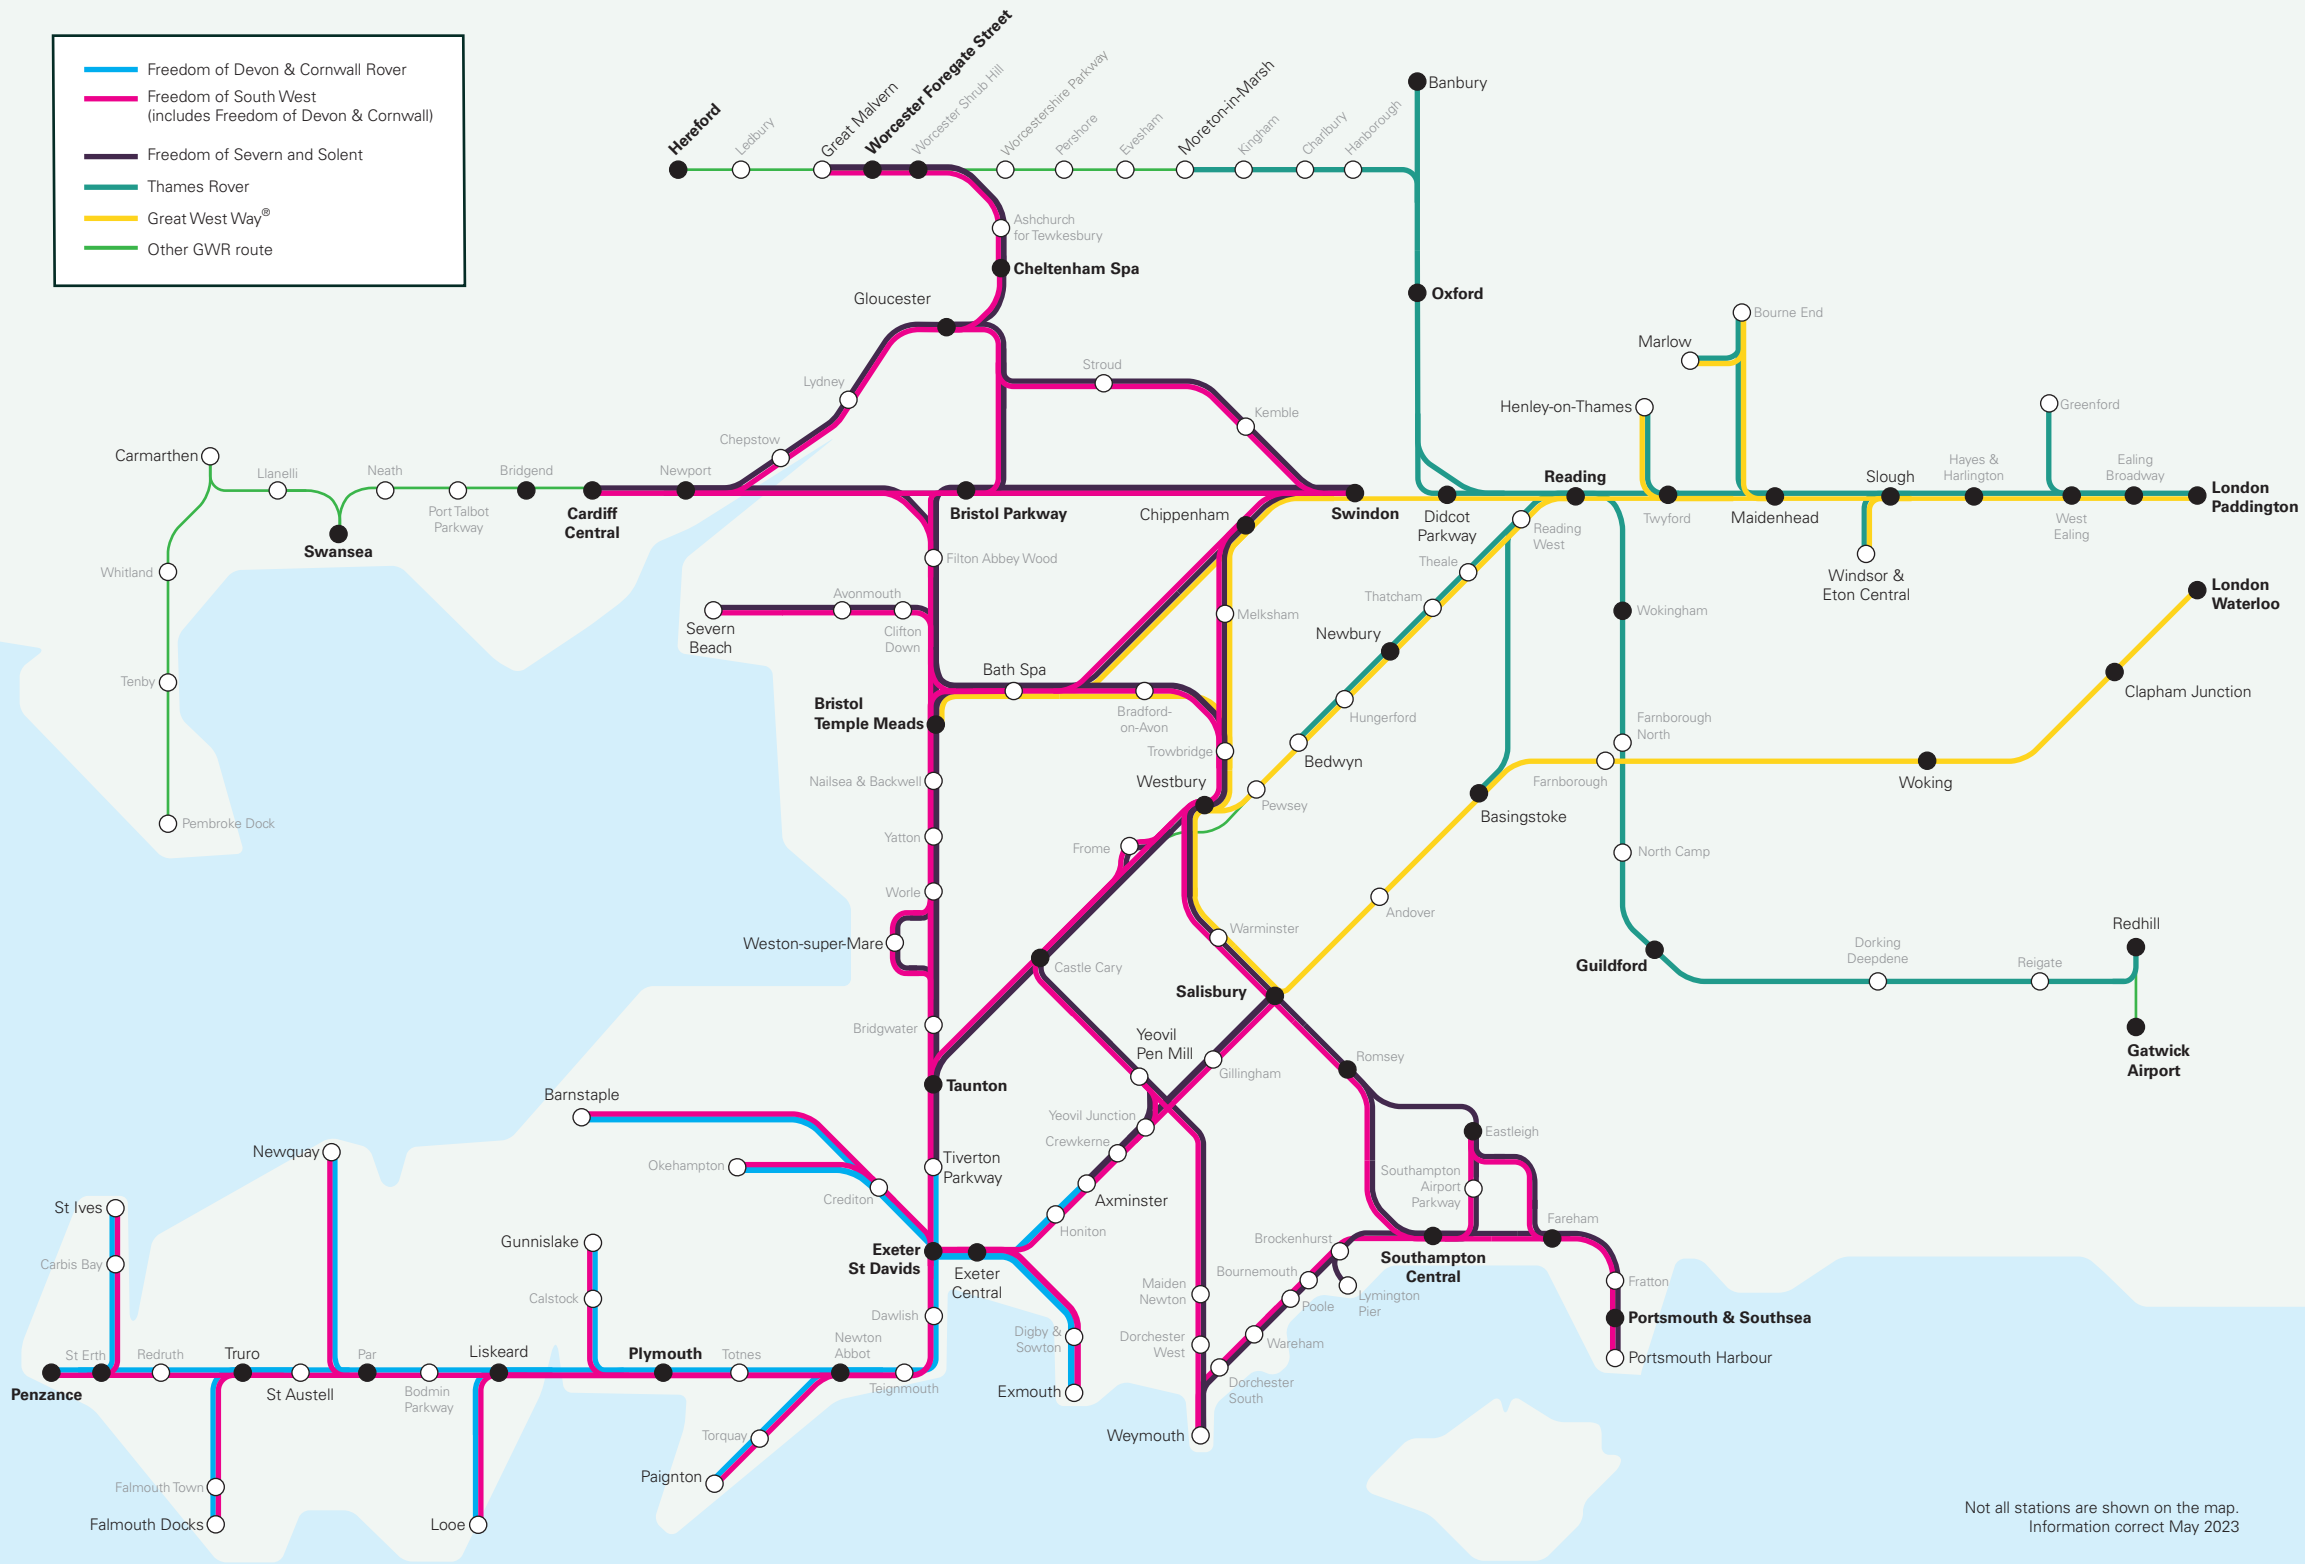 Freedom of Devon & Cornwall Rover
Freedom of South West
(includes Freedom of Devon & Cornwall)
Freedom of Severn and Solent
Thames Rover
Great West Way®
Other GWR route
Hereford
Ledbury
Great Malvern
Worcester Foregate Street
Worcester Shrub Hill
Worcestershire Parkway
Pershore
Evesham
Moreton-in-Marsh
Kingham
Charlbury
Hanborough
Banbury
Ashchurch
for Tewkesbury
Cheltenham Spa
Gloucester
Oxford
Bourne End
Marlow
Stroud
Lydney
Kemble
Henley-on-Thames
Greenford
Chepstow
Carmarthen
Llanelli
Neath
Bridgend
Newport
Port Talbot
Parkway
Swansea
Cardiff
Central
Bristol Parkway
Chippenham
Swindon
Didcot
Parkway
Reading
Reading
West
Twyford
Maidenhead
Slough
Hayes &
Harlington
West
Ealing
Ealing
Broadway
London
Paddington
Whitland
Filton Abbey Wood
Theale
Windsor &
Eton Central
London
Waterloo
Avonmouth
Severn
Beach
Clifton
Down
Melksham
Thatcham
Newbury
Wokingham
Tenby
Bath Spa
Bradford-
on-Avon
Hungerford
Clapham Junction
Bristol
Temple Meads
Trowbridge
Bedwyn
Farnborough
North
Farnborough
Woking
Nailsea & Backwell
Westbury
Pewsey
Basingstoke
Pembroke Dock
Yatton
Frome
North Camp
Worle
Andover
Warminster
Weston-super-Mare
Castle Cary
Salisbury
Guildford
Dorking
Deepdene
Reigate
Redhill
Gatwick
Airport
Bridgwater
Yeovil
Pen Mill
Gillingham
Romsey
Taunton
Barnstaple
Yeovil Junction
Crewkerne
Eastleigh
Newquay
Okehampton
Crediton
Tiverton
Parkway
Axminster
Honiton
Southampton
Airport
Parkway
St Ives
Carbis Bay
Gunnislake
Calstock
Exeter
St Davids
Exeter
Central
Brockenhurst
Southampton
Central
Fareham
Bournemouth
Poole
Lymington
Pier
Fratton
Maiden
Newton
Dawlish
Digby &
Sowton
Dorchester
West
Wareham
Portsmouth & Southsea
Portsmouth Harbour
St Erth
Penzance
Redruth
Truro
St Austell
Par
Bodmin
Parkway
Liskeard
Plymouth
Totnes
Newton
Abbot
Teignmouth
Exmouth
Dorchester
South
Weymouth
Torquay
Paignton
Falmouth Town
Falmouth Docks
Looe
Not all stations are shown on the map.
Information correct May 2023